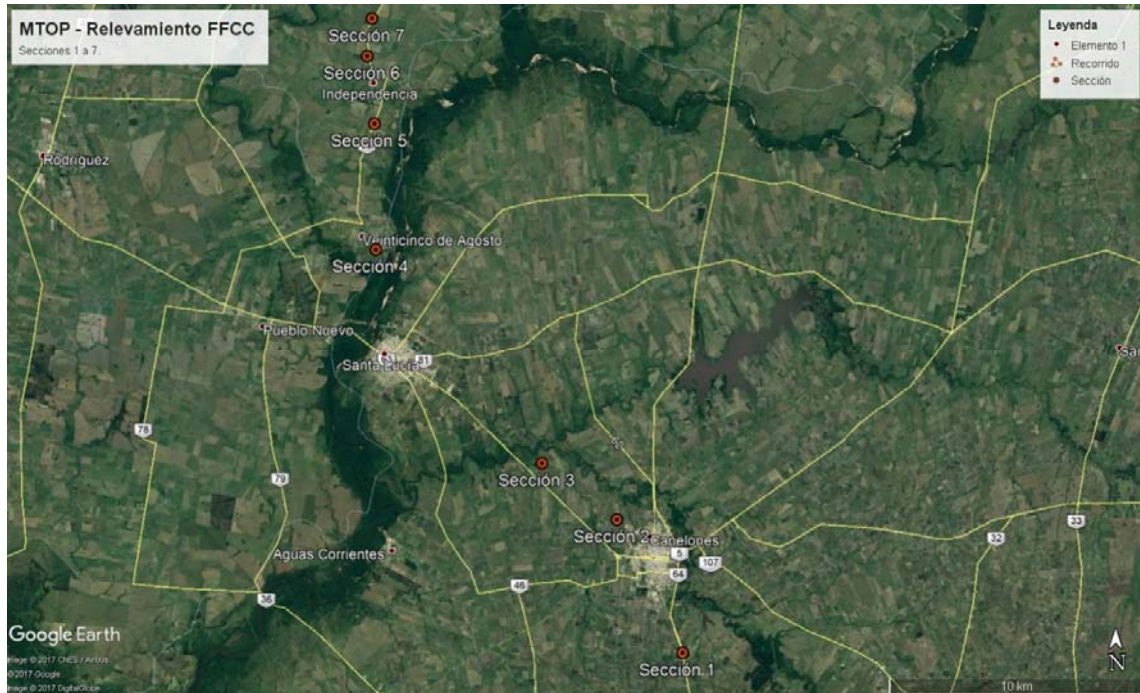 MTOP - Relevamiento FFCC
Secciones 1 a 7
Leyenda
Elemento 1
Recorrido
Sección
Sección 7
Sección 6
Independencia
Sección 5
Rodríguez
Veinticinco de Agosto
Sección 4
Pueblo Nuevo
81
Santa Lucía
78
79
Sección 3
Sección 2
Canelones
5
107
64
33
32
Aguas Corrientes
46
36
Sección 1
Google Earth
Image © 2017 CNES / Airbus
©2017 Google
Image © 2017 DigitalGlobe
N
10 km